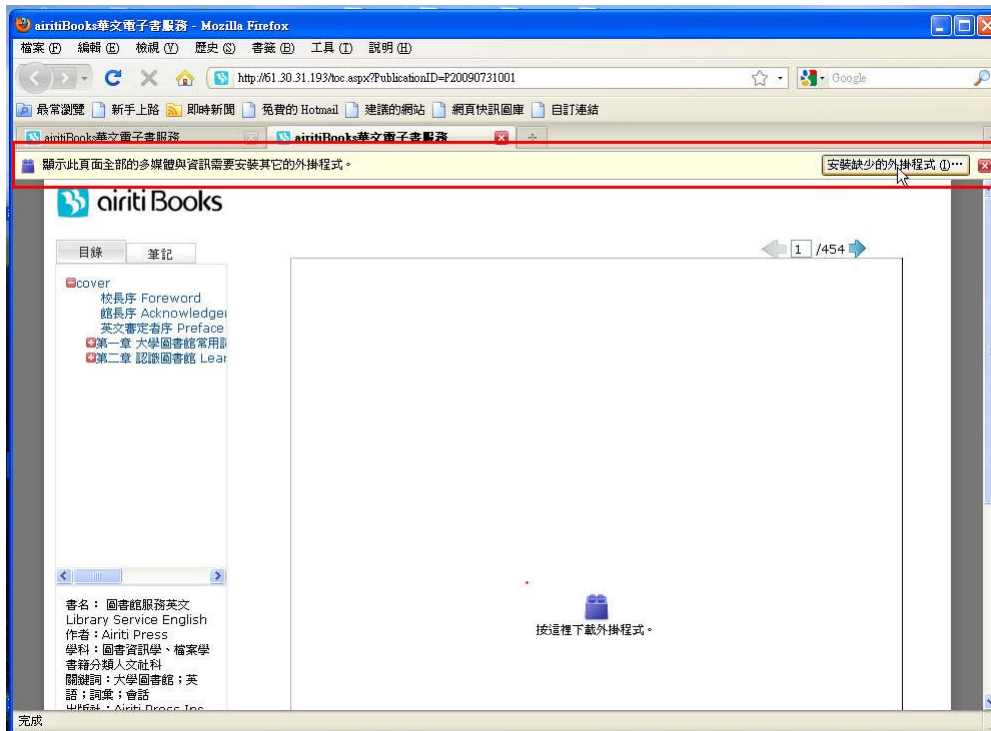 airitiBooks華文電子書服務 - Mozilla Firefox
檔案(F) 編輯(E) 檢視(V) 歷史(S) 書籤(B) 工具(T) 說明(H)
http://61.30.31.193/toc.aspx?PublicationID=P20090731001 Google
最常瀏覽 新手上路 即時新聞 免費的 Hotmail 建議的網站 網頁快訊圖庫 自訂連結
airitiBooks華文電子書服務 airitiBooks華文電子書服務
顯示此頁面全部的多媒體與資訊需要安裝其它的外掛程式。 安裝缺少的外掛程式(I)…
airiti Books
目錄 筆記 1 /454
cover
校長序 Foreword
館長序 Acknowledger
英文審定者序 Preface
第一章 大學圖書館常用
第二章 認識圖書館 Lear
按這裡下載外掛程式。
書名： 圖書館服務英文
Library Service English
作者：Airiti Press
學科：圖書資訊學、檔案學
書籍分類人文社科
關鍵詞：大學圖書館；英
語；詞彙；會話
出版社：Airiti Press Inc
完成